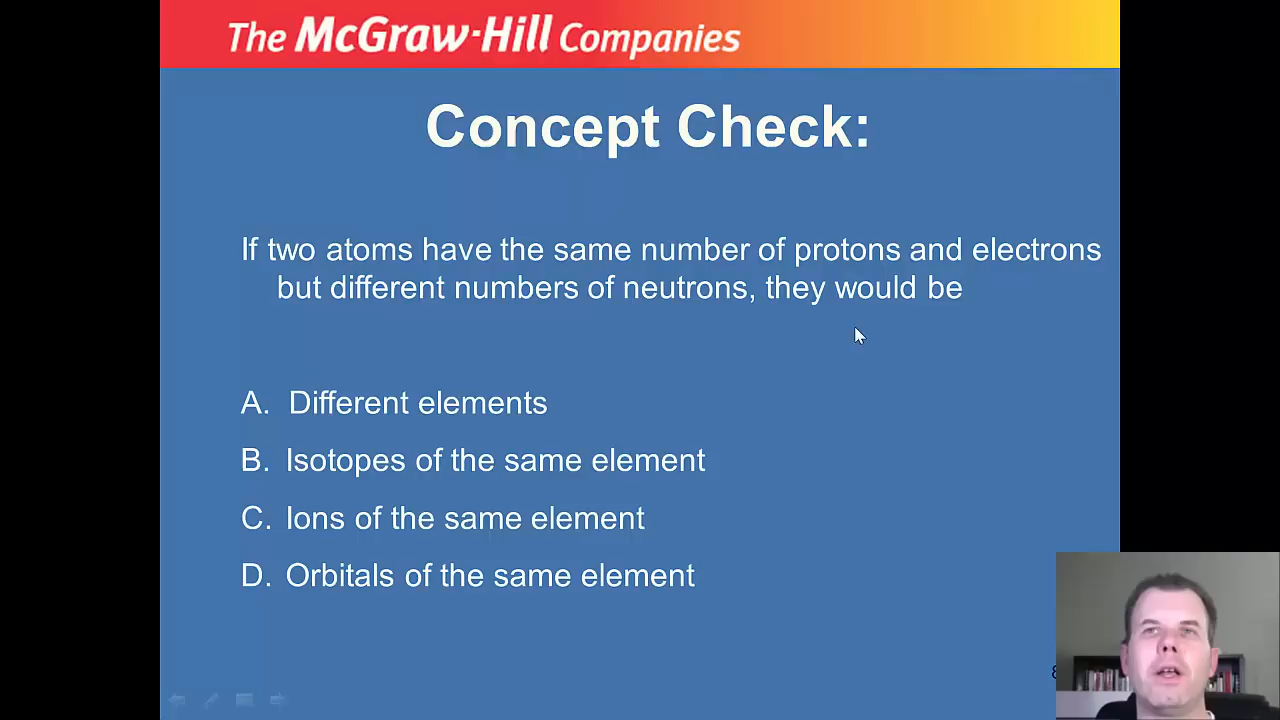 The McGraw-Hill Companies
Concept Check:
If two atoms have the same number of protons and electrons
but different numbers of neutrons, they would be
A. Different elements
B. Isotopes of the same element
C. Ions of the same element
D. Orbitals of the same element